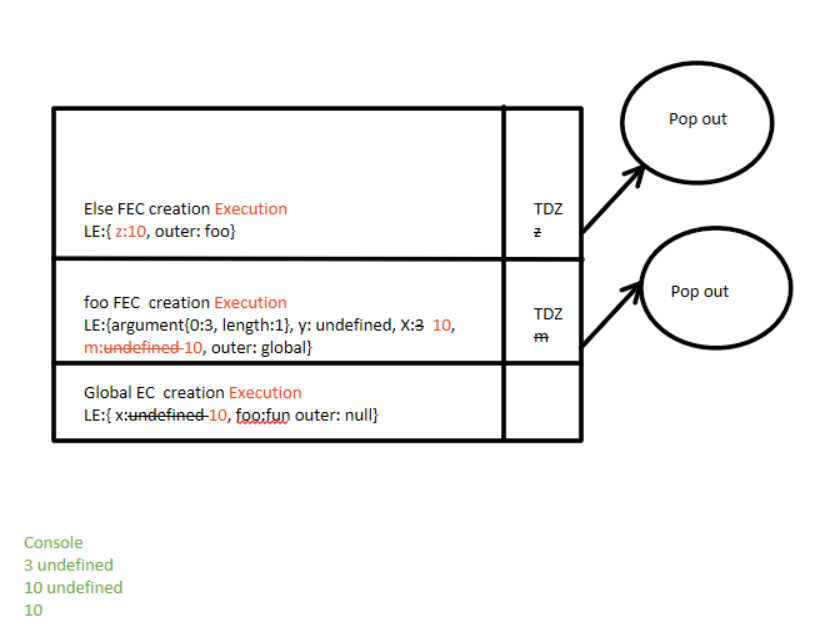 Pop out
Else FEC creation Execution
LE:{ z:10, outer: foo}
TDZ
z
Pop out
foo FEC  creation Execution
LE:{argument{0:3, length:1}, y: undefined, X:3  10,
m:undefined 10, outer: global}
TDZ
m
Global EC  creation Execution
LE:{ x:undefined 10, foo:fun outer: null}
Console
3 undefined
10 undefined
10